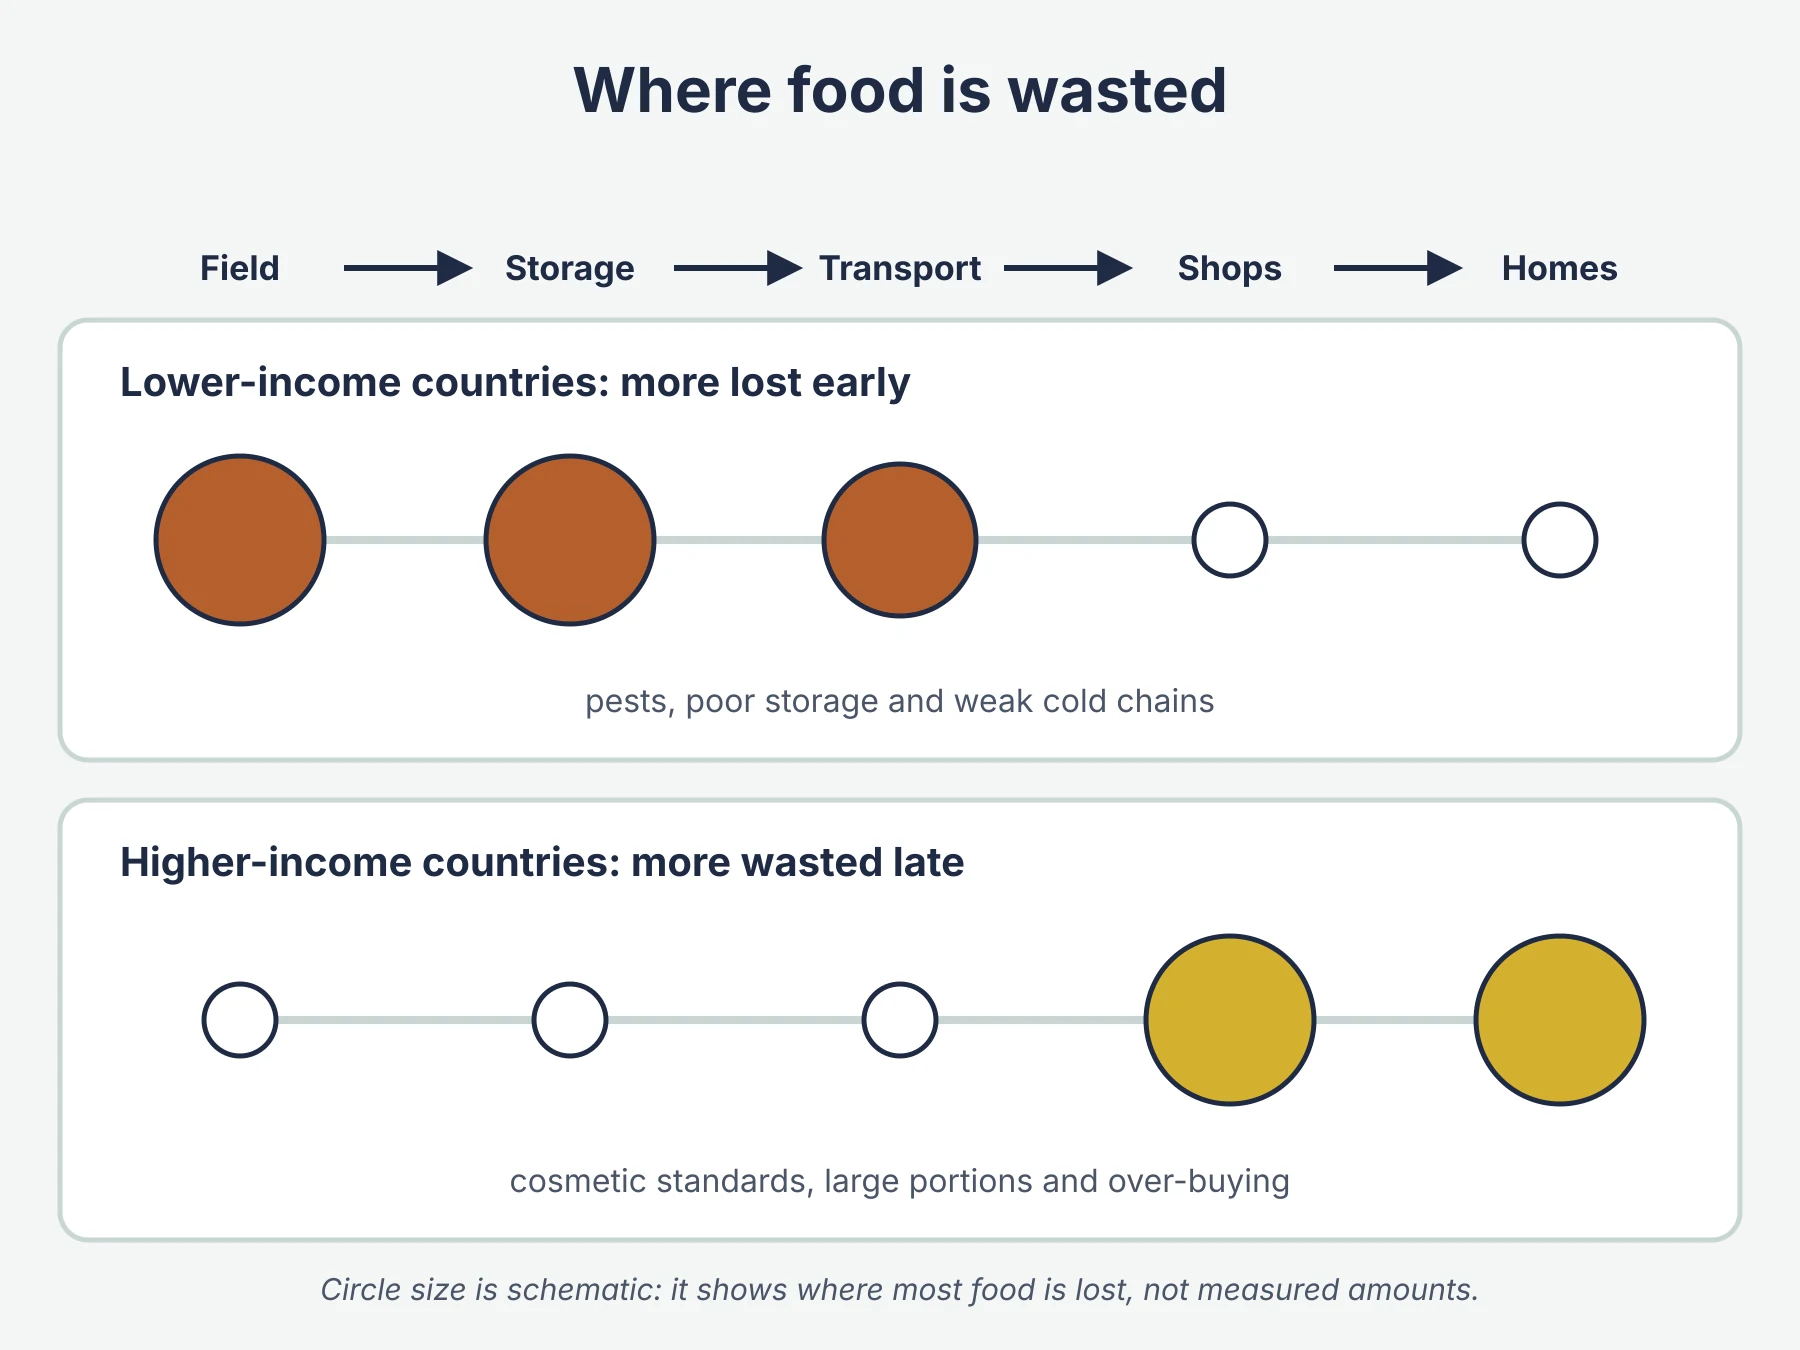 Where food is wasted
Field Storage Transport Shops Homes
Lower-income countries: more lost early
pests, poor storage and weak cold chains
Higher-income countries: more wasted late
cosmetic standards, large portions and over-buying
Circle size is schematic: it shows where most food is lost, not measured amounts.